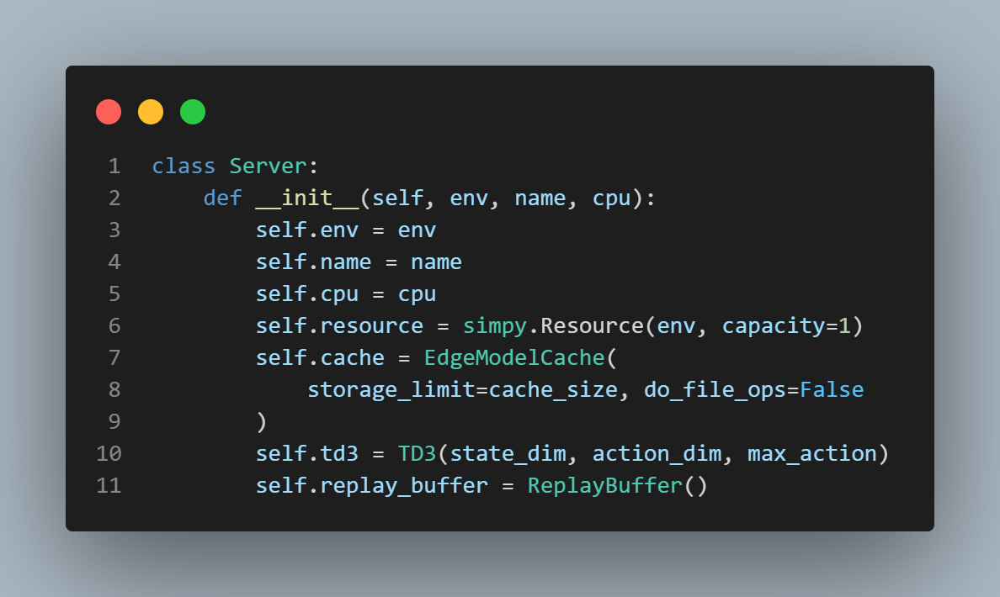 1 class Server:
2     def __init__(self, env, name, cpu):
3         self.env = env
4         self.name = name
5         self.cpu = cpu
6         self.resource = simpy.Resource(env, capacity=1)
7         self.cache = EdgeModelCache(
8             storage_limit=cache_size, do_file_ops=False
9         )
10         self.td3 = TD3(state_dim, action_dim, max_action)
11         self.replay_buffer = ReplayBuffer()